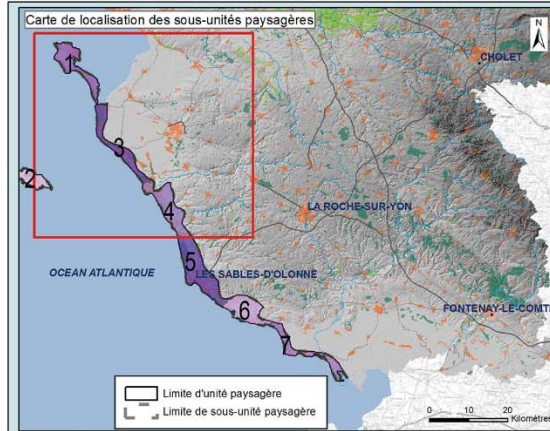 Carte de localisation des sous-unités paysagères
N
CHOLET
1
3
2
4
LA ROCHE-SUR-YON
OCEAN ATLANTIQUE
5
LES SABLES-D'OLONNE
6
FONTENAY-LE-COMT
7
Limite d'unité paysagère
Limite de sous-unité paysagère
0 10 20
Kilomètres